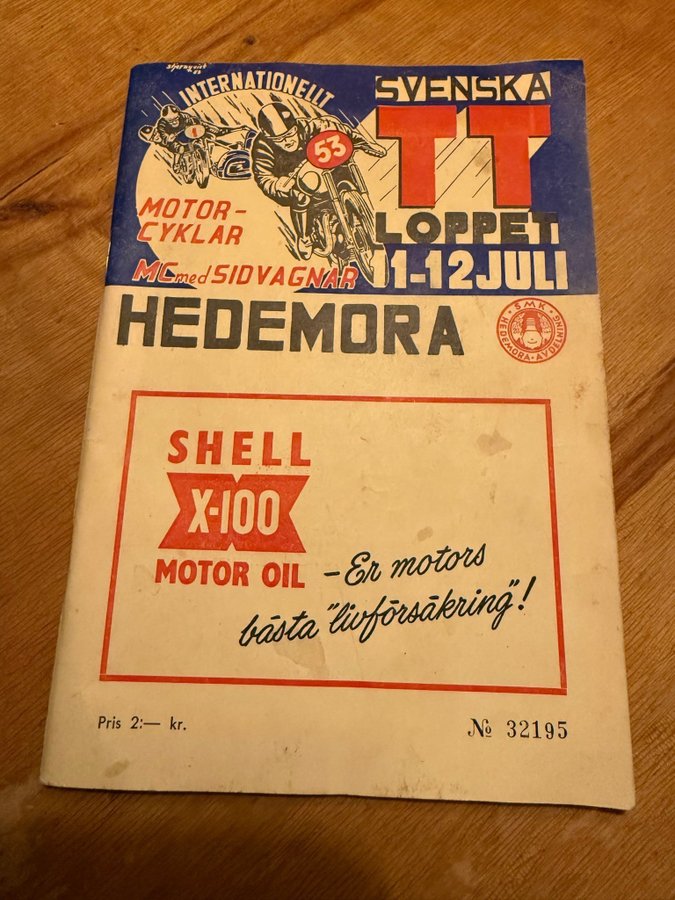 INTERNATIONELLT
SVENSKA
TT
LOPPET
11-12 JULI
1
53
MOTOR-
CYKLAR
MC med SIDVAGNAR
HEDEMORA
SMK
HEDEMORA • AVDELNING
SHELL
X-100
MOTOR OIL
-Er motors
bästa "livförsäkring"!
Pris 2:— kr.
№ 32195